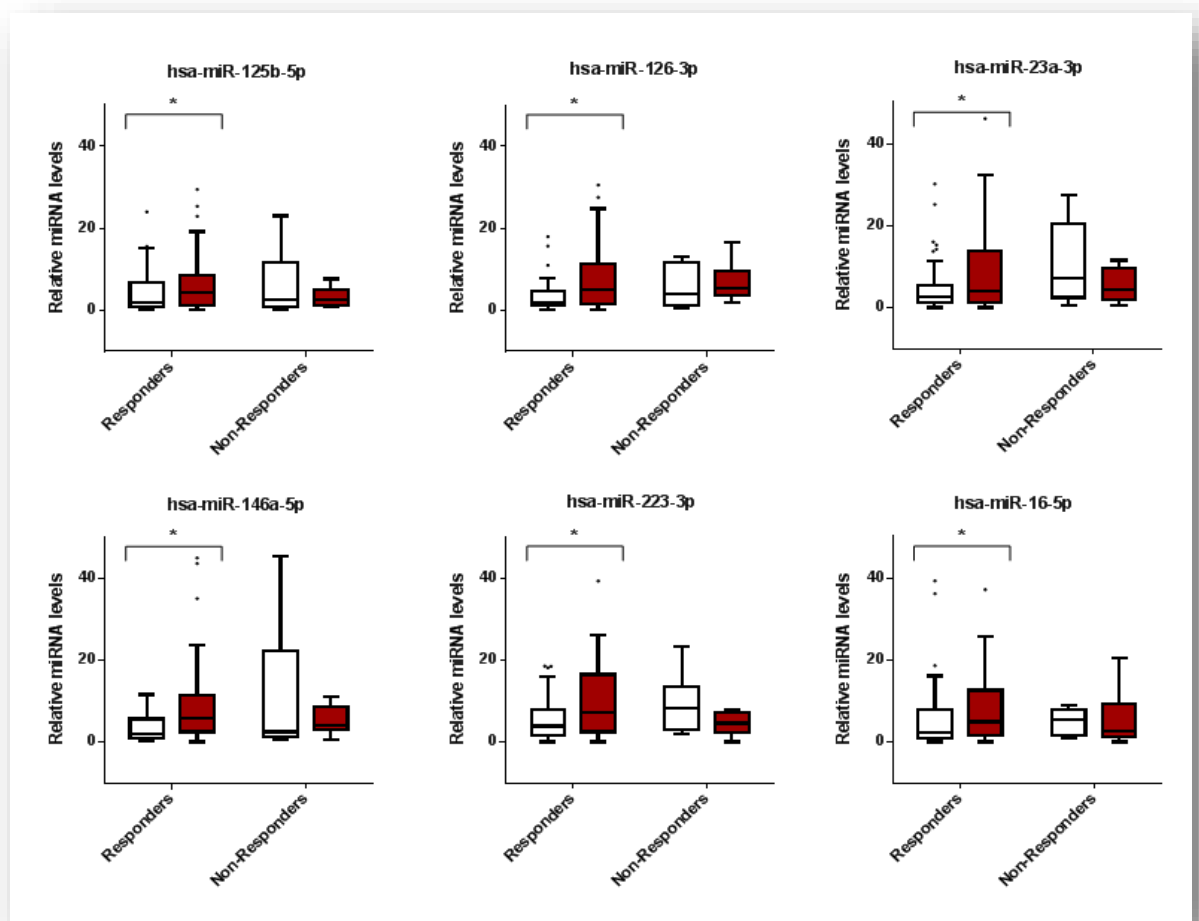 hsa-miR-125b-5p
*
Relative miRNA levels
40
20
0
Responders
Non-Responders
hsa-miR-126-3p
*
Relative miRNA levels
40
20
0
Responders
Non-Responders
hsa-miR-23a-3p
*
Relative miRNA levels
40
20
0
Responders
Non-Responders
hsa-miR-146a-5p
*
Relative miRNA levels
40
20
0
Responders
Non-Responders
hsa-miR-223-3p
*
Relative miRNA levels
40
20
0
Responders
Non-Responders
hsa-miR-16-5p
*
Relative miRNA levels
40
20
0
Responders
Non-Responders